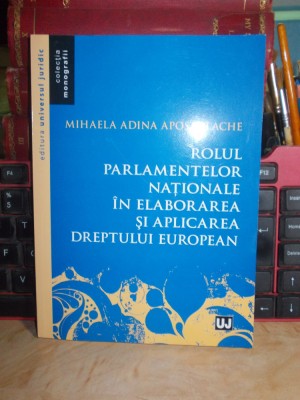 editura universul juridic
colecția
monografii
MIHAELA ADINA APOSTOLACHE
ROLUL
PARLAMENTELOR
NAȚIONALE
ÎN ELABORAREA
ȘI APLICAREA
DREPTULUI EUROPEAN
UJ